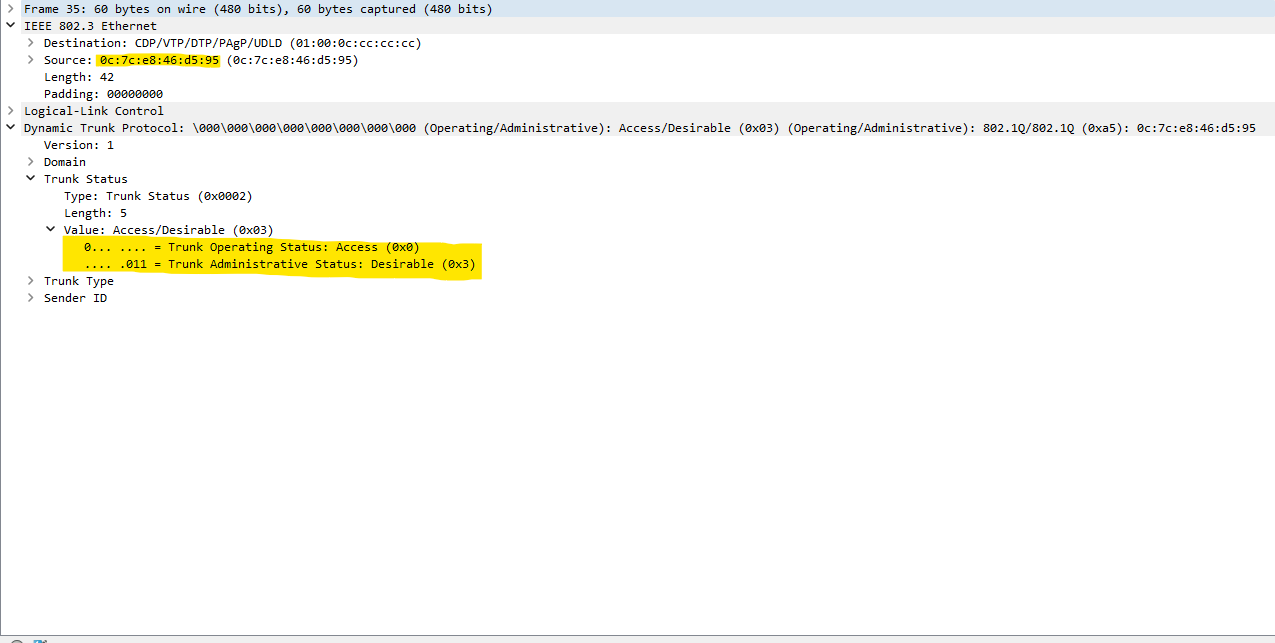 Frame 35: 60 bytes on wire (480 bits), 60 bytes captured (480 bits)
IEEE 802.3 Ethernet
Destination: CDP/VTP/DTP/PAgP/UDLD (01:00:0c:cc:cc:cc)
Source: 0c:7c:e8:46:d5:95 (0c:7c:e8:46:d5:95)
Length: 42
Padding: 00000000
Logical-Link Control
Dynamic Trunk Protocol: \000\000\000\000\000\000\000\000 (Operating/Administrative): Access/Desirable (0x03) (Operating/Administrative): 802.1Q/802.1Q (0xa5): 0c:7c:e8:46:d5:95
Version: 1
Domain
Trunk Status
Type: Trunk Status (0x0002)
Length: 5
Value: Access/Desirable (0x03)
0... .... = Trunk Operating Status: Access (0x0)
.... .011 = Trunk Administrative Status: Desirable (0x3)
Trunk Type
Sender ID